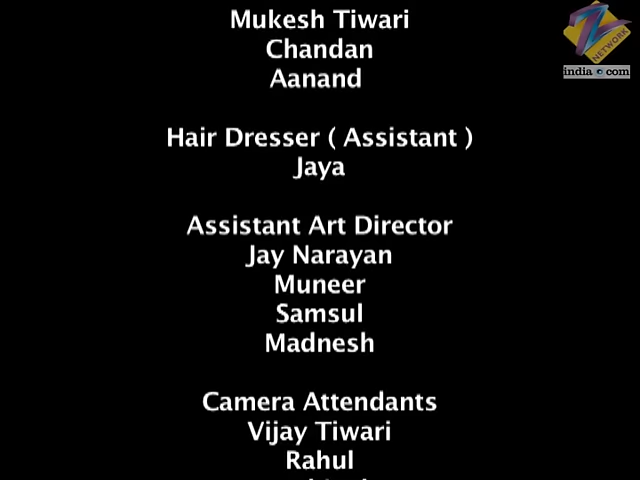 Mukesh Tiwari
Chandan
Aanand
Hair Dresser ( Assistant )
Jaya
Assistant Art Director
Jay Narayan
Muneer
Samsul
Madnesh
Camera Attendants
Vijay Tiwari
Rahul
Z NETWORK
india.com